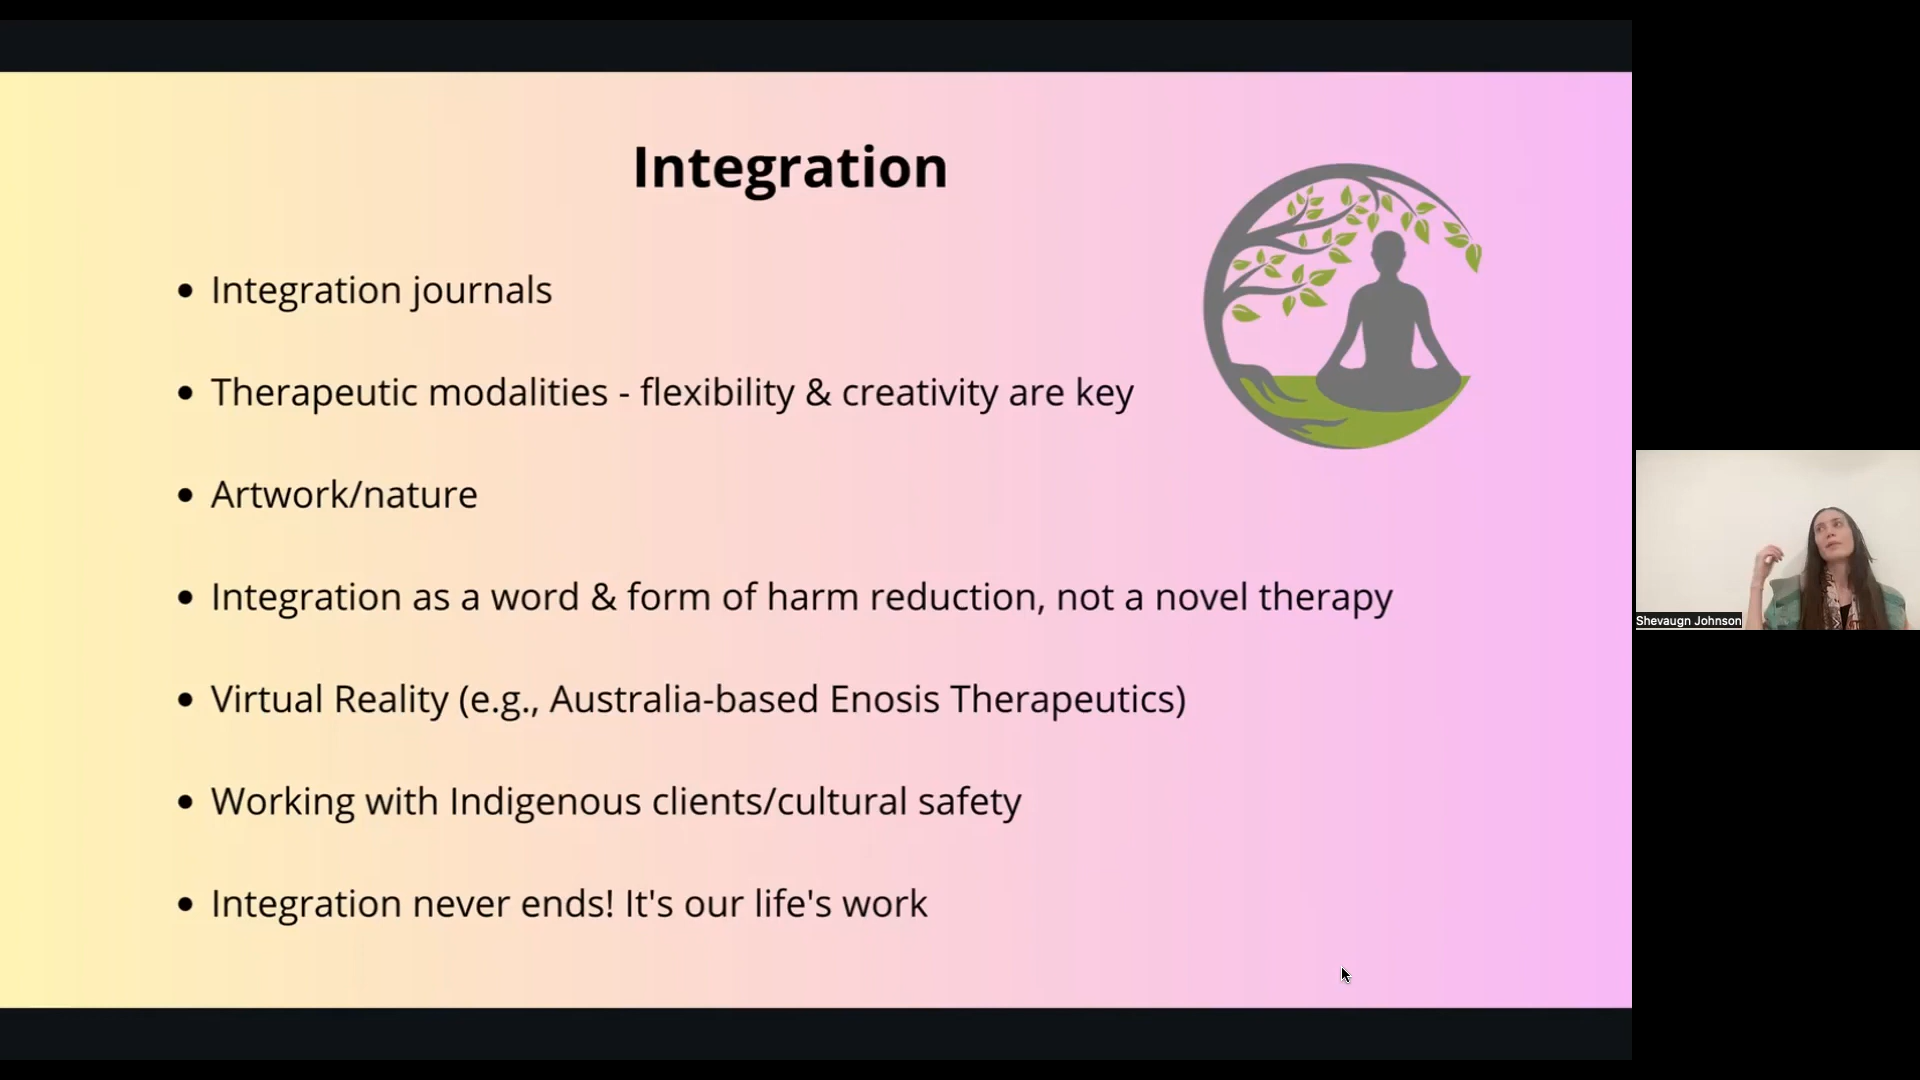 Integration
• Integration journals
• Therapeutic modalities - flexibility & creativity are key
• Artwork/nature
• Integration as a word & form of harm reduction, not a novel therapy
• Virtual Reality (e.g., Australia-based Enosis Therapeutics)
• Working with Indigenous clients/cultural safety
• Integration never ends! It's our life's work
Shevaugn Johnson